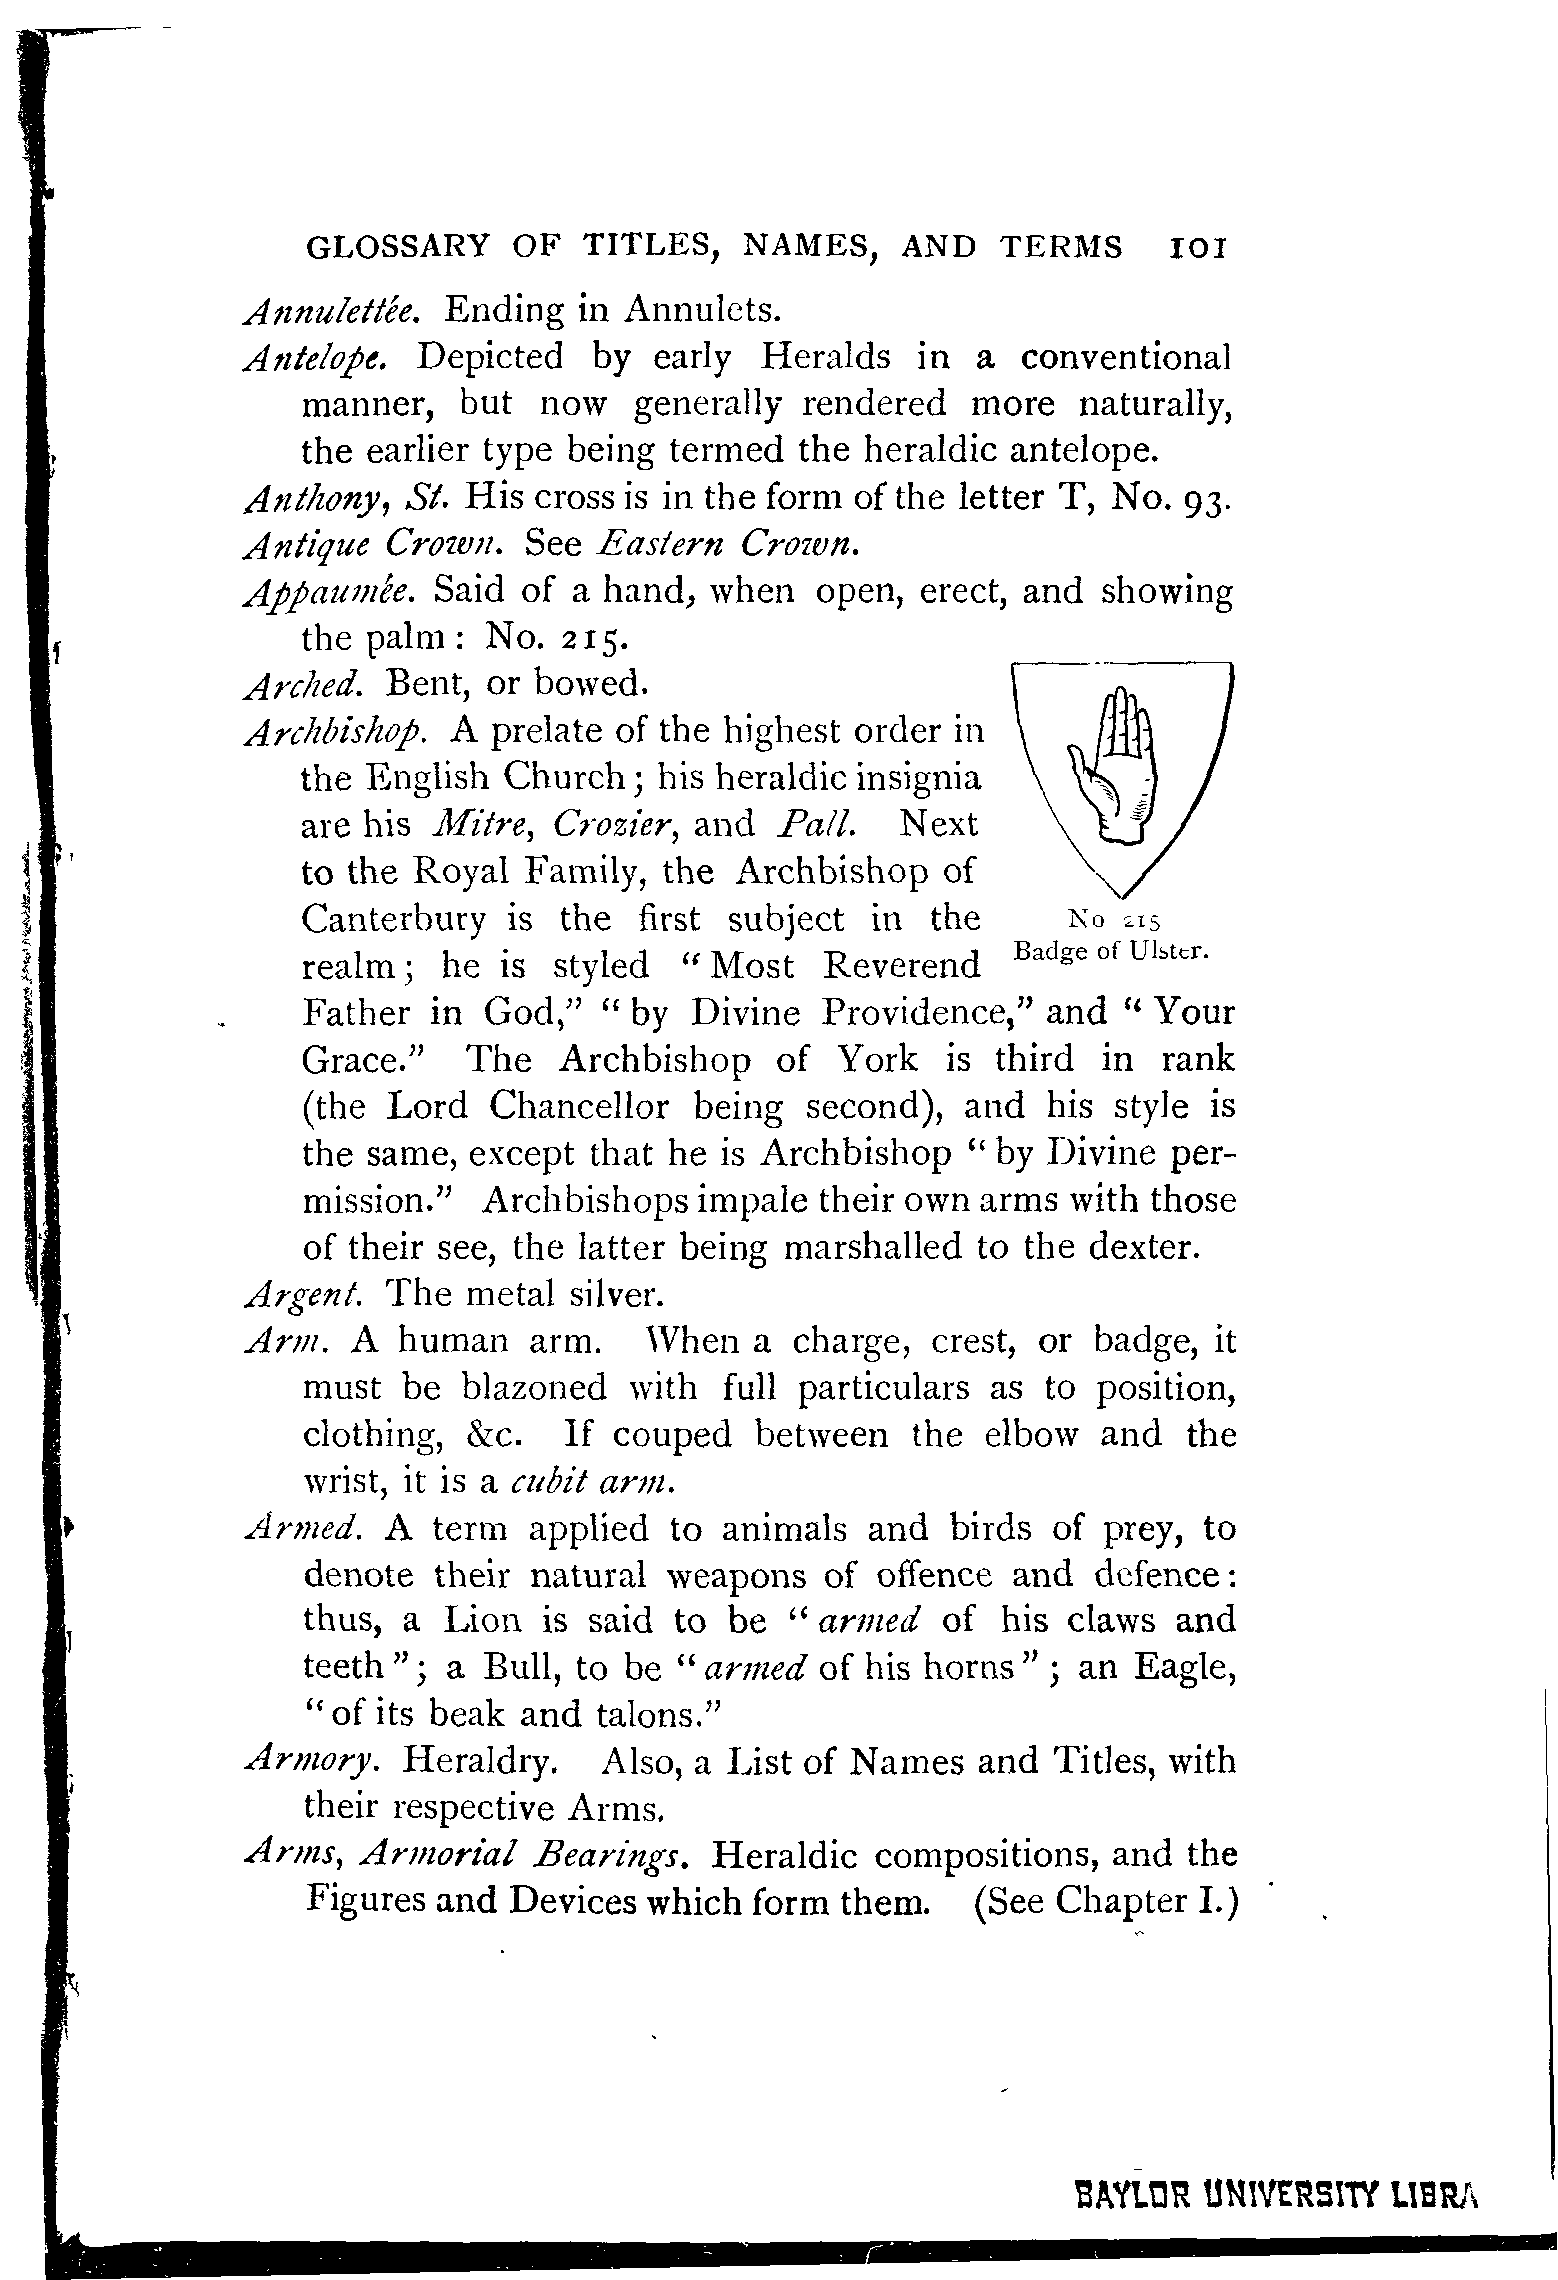 GLOSSARY OF TITLES, NAMES, AND TERMS 101
Annulettée. Ending in Annulets.
Antelope. Depicted by early Heralds in a conventional
manner, but now generally rendered more naturally,
the earlier type being termed the heraldic antelope.
Anthony, St. His cross is in the form of the letter T, No. 93.
Antique Crown. See Eastern Crown.
Appaumée. Said of a hand, when open, erect, and showing
the palm: No. 215.
Arched. Bent, or bowed.
Archbishop. A prelate of the highest order in
the English Church; his heraldic insignia
are his Mitre, Crozier, and Pall. Next
to the Royal Family, the Archbishop of
Canterbury is the first subject in the
realm; he is styled "Most Reverend
No 215
Badge of Ulster.
Father in God," "by Divine Providence," and "Your
Grace." The Archbishop of York is third in rank
(the Lord Chancellor being second), and his style is
the same, except that he is Archbishop "by Divine per-
mission." Archbishops impale their own arms with those
of their see, the latter being marshalled to the dexter.
Argent. The metal silver.
Arm. A human arm. When a charge, crest, or badge, it
must be blazoned with full particulars as to position,
clothing, &c. If couped between the elbow and the
wrist, it is a cubit arm.
Armed. A term applied to animals and birds of prey, to
denote their natural weapons of offence and defence:
thus, a Lion is said to be "armed of his claws and
teeth"; a Bull, to be "armed of his horns"; an Eagle,
"of its beak and talons."
Armory. Heraldry. Also, a List of Names and Titles, with
their respective Arms.
Arms, Armorial Bearings. Heraldic compositions, and the
Figures and Devices which form them. (See Chapter I.)
BAYLOR UNIVERSITY LIBRA